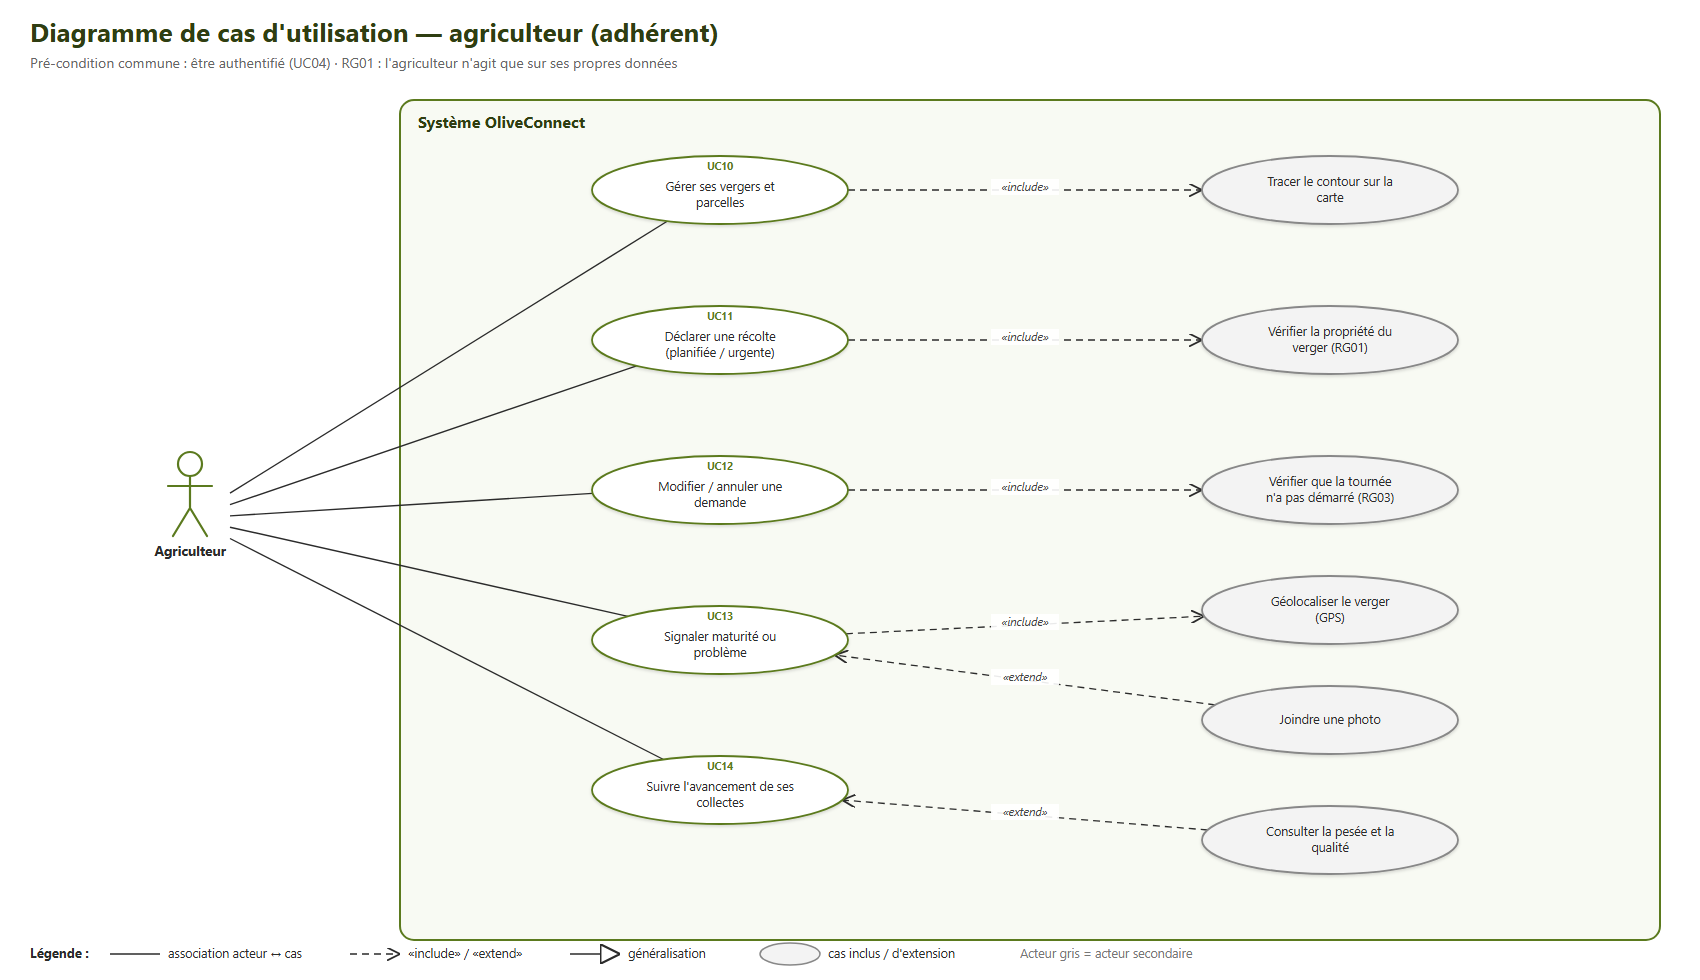 Diagramme de cas d'utilisation — agriculteur (adhérent)
Pré-condition commune : être authentifié (UC04) · RG01 : l'agriculteur n'agit que sur ses propres données
Système OliveConnect
UC10
Gérer ses vergers et
parcelles
«include»
Tracer le contour sur la
carte
UC11
Déclarer une récolte
(planifiée / urgente)
«include»
Vérifier la propriété du
verger (RG01)
UC12
Modifier / annuler une
demande
«include»
Vérifier que la tournée
n'a pas démarré (RG03)
Agriculteur
UC13
Signaler maturité ou
problème
«include»
Géolocaliser le verger
(GPS)
«extend»
Joindre une photo
UC14
Suivre l'avancement de ses
collectes
«extend»
Consulter la pesée et la
qualité
Légende : association acteur ↔ cas «include» / «extend» généralisation cas inclus / d'extension Acteur gris = acteur secondaire